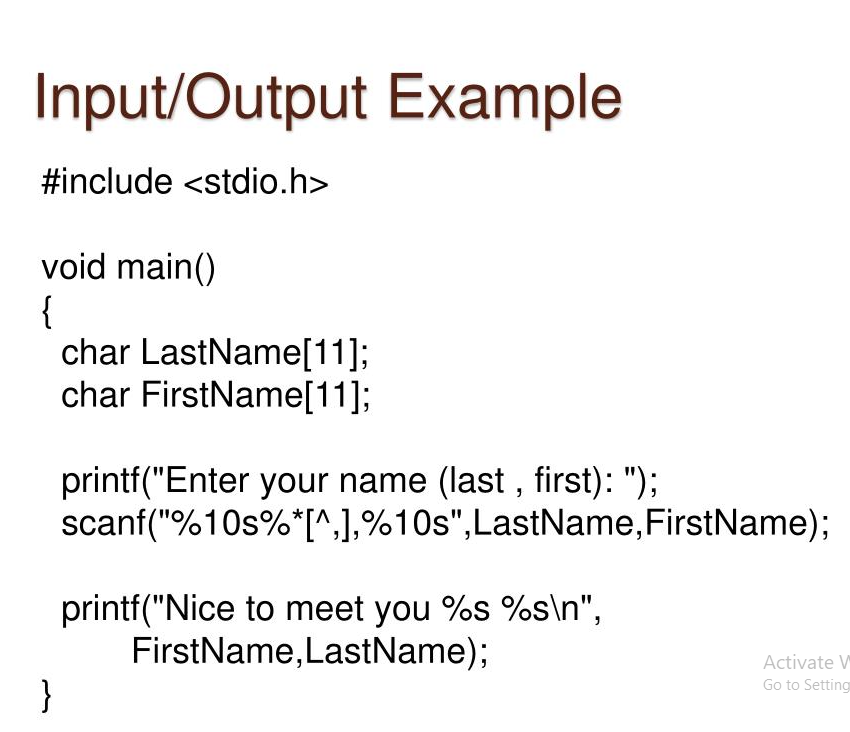 Input/Output Example
#include <stdio.h>
void main()
{
char LastName[11];
char FirstName[11];
printf("Enter your name (last , first): ");
scanf("%10s%*[^,],%10s",LastName,FirstName);
printf("Nice to meet you %s %s\n",
FirstName,LastName);
}
Activate W
Go to Setting